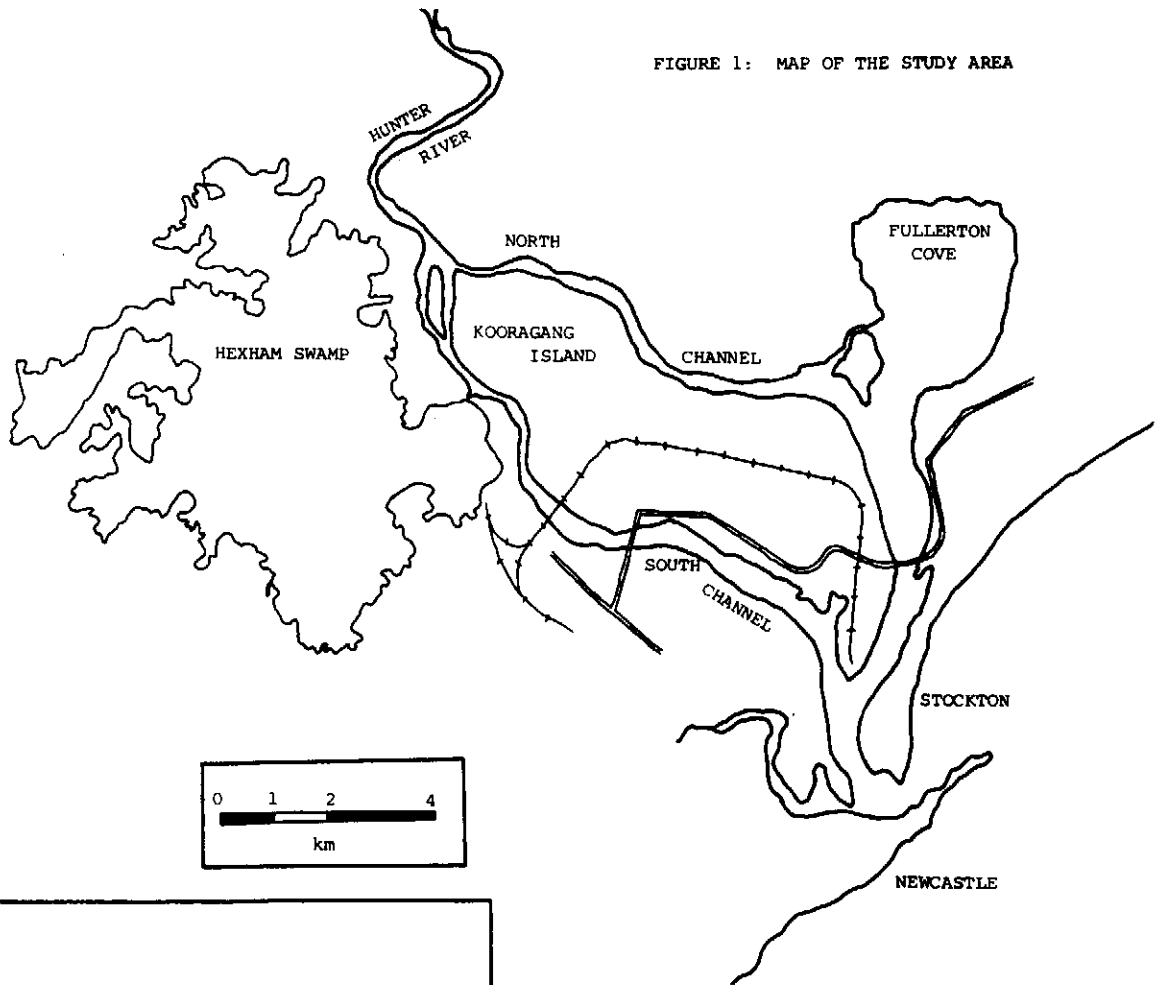 FIGURE 1: MAP OF THE STUDY AREA
HUNTER
RIVER
NORTH
FULLERTON
COVE
KOORAGANG
ISLAND
HEXHAM SWAMP
CHANNEL
SOUTH
CHANNEL
STOCKTON
0 1 2 4
km
NEWCASTLE